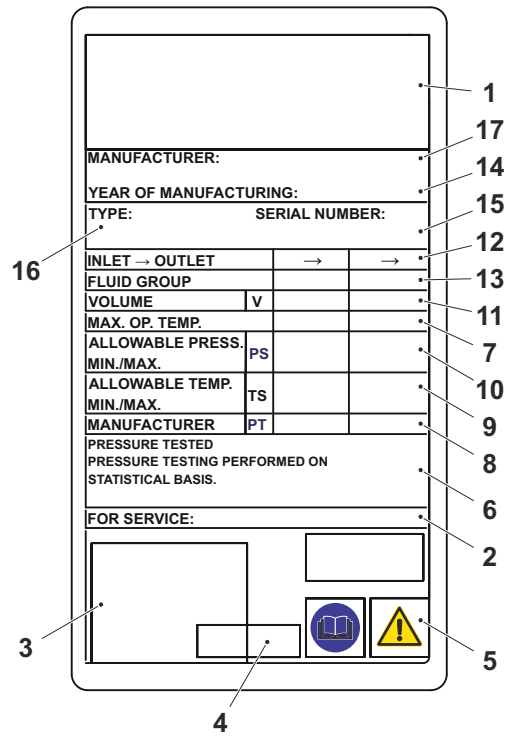 1
MANUFACTURER: 17
YEAR OF MANUFACTURING: 14
TYPE: SERIAL NUMBER: 15
16
INLET → OUTLET → → 12
FLUID GROUP 13
VOLUME V 11
MAX. OP. TEMP. 7
ALLOWABLE PRESS.
MIN./MAX. PS 10
ALLOWABLE TEMP.
MIN./MAX. TS 9
MANUFACTURER PT 8
PRESSURE TESTED
PRESSURE TESTING PERFORMED ON
STATISTICAL BASIS. 6
FOR SERVICE: 2
3
4
5